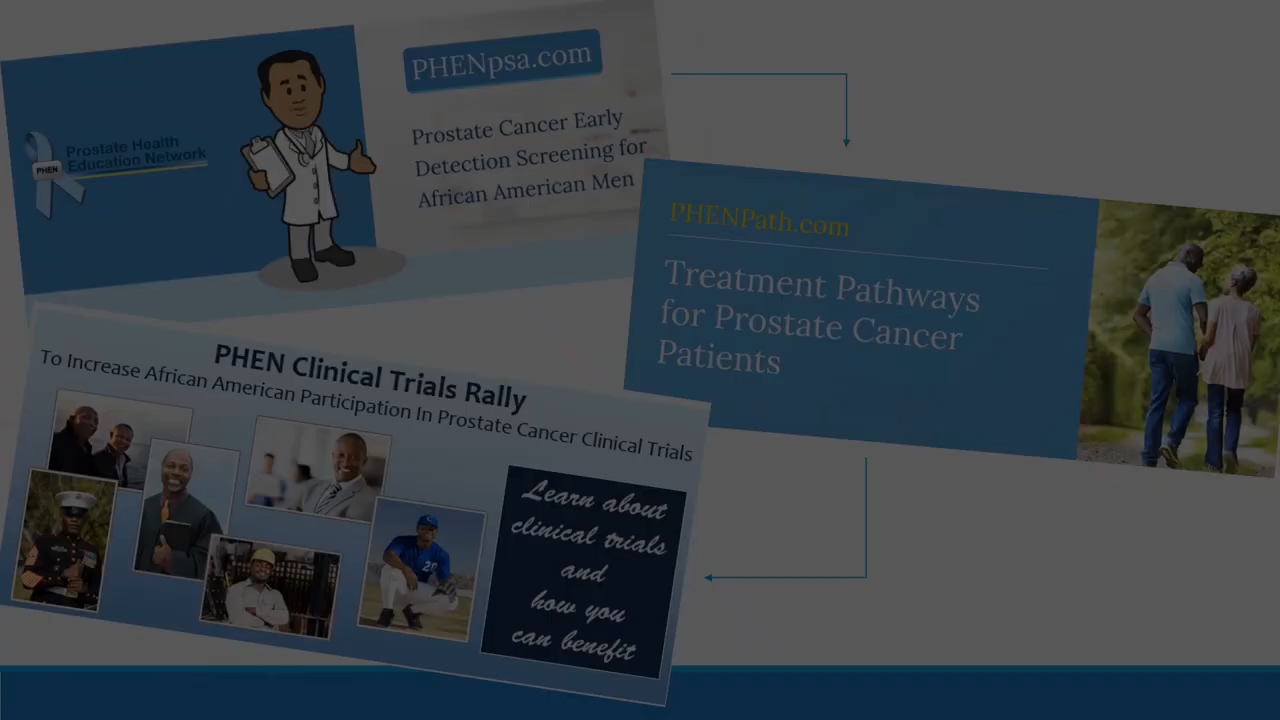 PHENpsa.com
Prostate Health
Education Network
PHEN
Prostate Cancer Early
Detection Screening for
African American Men
PHENPath.com
Treatment Pathways
for Prostate Cancer
Patients
PHEN Clinical Trials Rally
To Increase African American Participation In Prostate Cancer Clinical Trials
Learn about
clinical trials
and
how you
can benefit